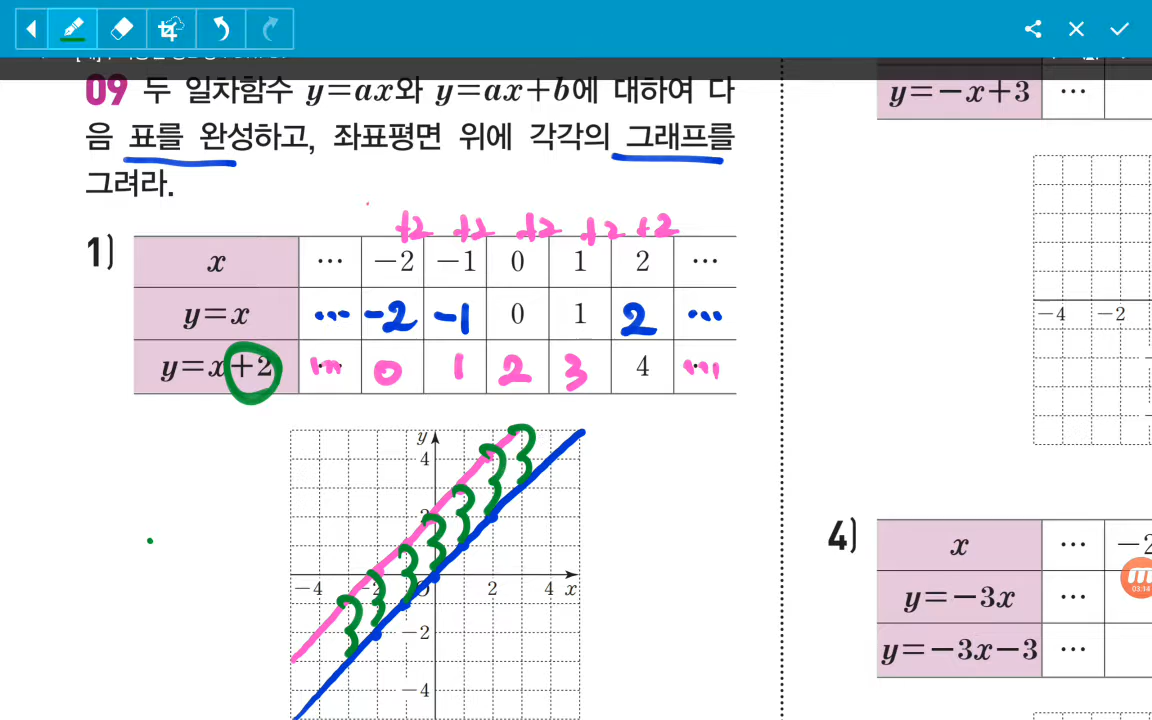 09 두 일차함수 y=ax와 y=ax+b에 대하여 다
음 표를 완성하고, 좌표평면 위에 각각의 그래프를
그려라.
+2 +2 +2 +2 +2
1)
x … -2 -1 0 1 2 …
y=x … -2 -1 0 1 2 …
y=x+2 … 0 1 2 3 4 …
y
4
2
-4 -2 O 2 4 x
-2
-4
y=-x+3 …
-4 -2
4)
x … -2
y=-3x …
y=-3x-3 …
03:14